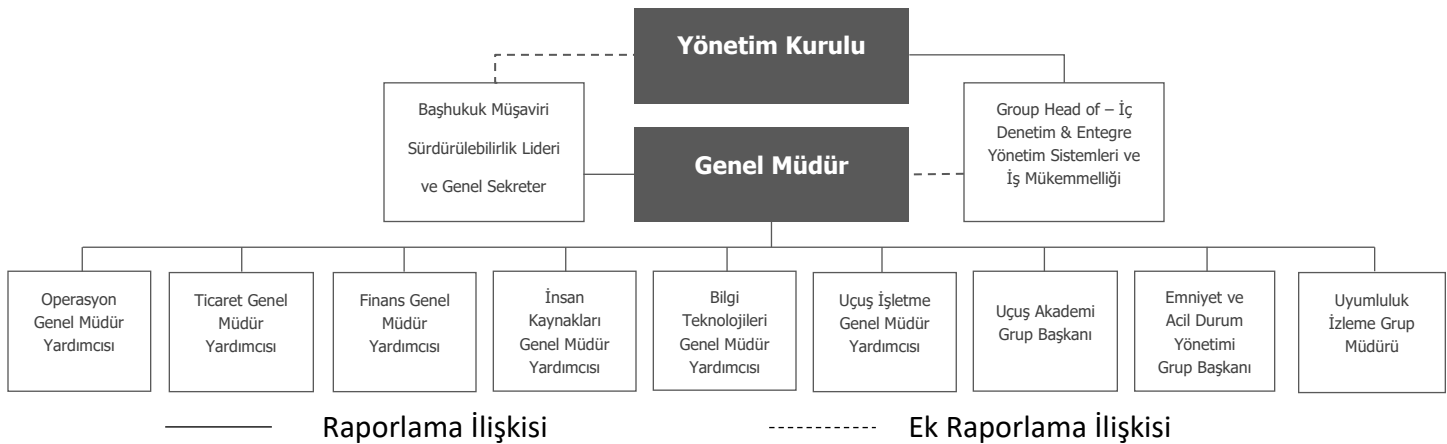 Yönetim Kurulu
Başhukuk Müşaviri
Sürdürülebilirlik Lideri
ve Genel Sekreter
Group Head of – İç
Denetim & Entegre
Yönetim Sistemleri ve
İş Mükemmelliği
Genel Müdür
Operasyon
Genel Müdür
Yardımcısı
Ticaret Genel
Müdür
Yardımcısı
Finans Genel
Müdür
Yardımcısı
İnsan
Kaynakları
Genel Müdür
Yardımcısı
Bilgi
Teknolojileri
Genel Müdür
Yardımcısı
Uçuş İşletme
Genel Müdür
Yardımcısı
Uçuş Akademi
Grup Başkanı
Emniyet ve
Acil Durum
Yönetimi
Grup Başkanı
Uyumluluk
İzleme Grup
Müdürü
Raporlama İlişkisi
Ek Raporlama İlişkisi